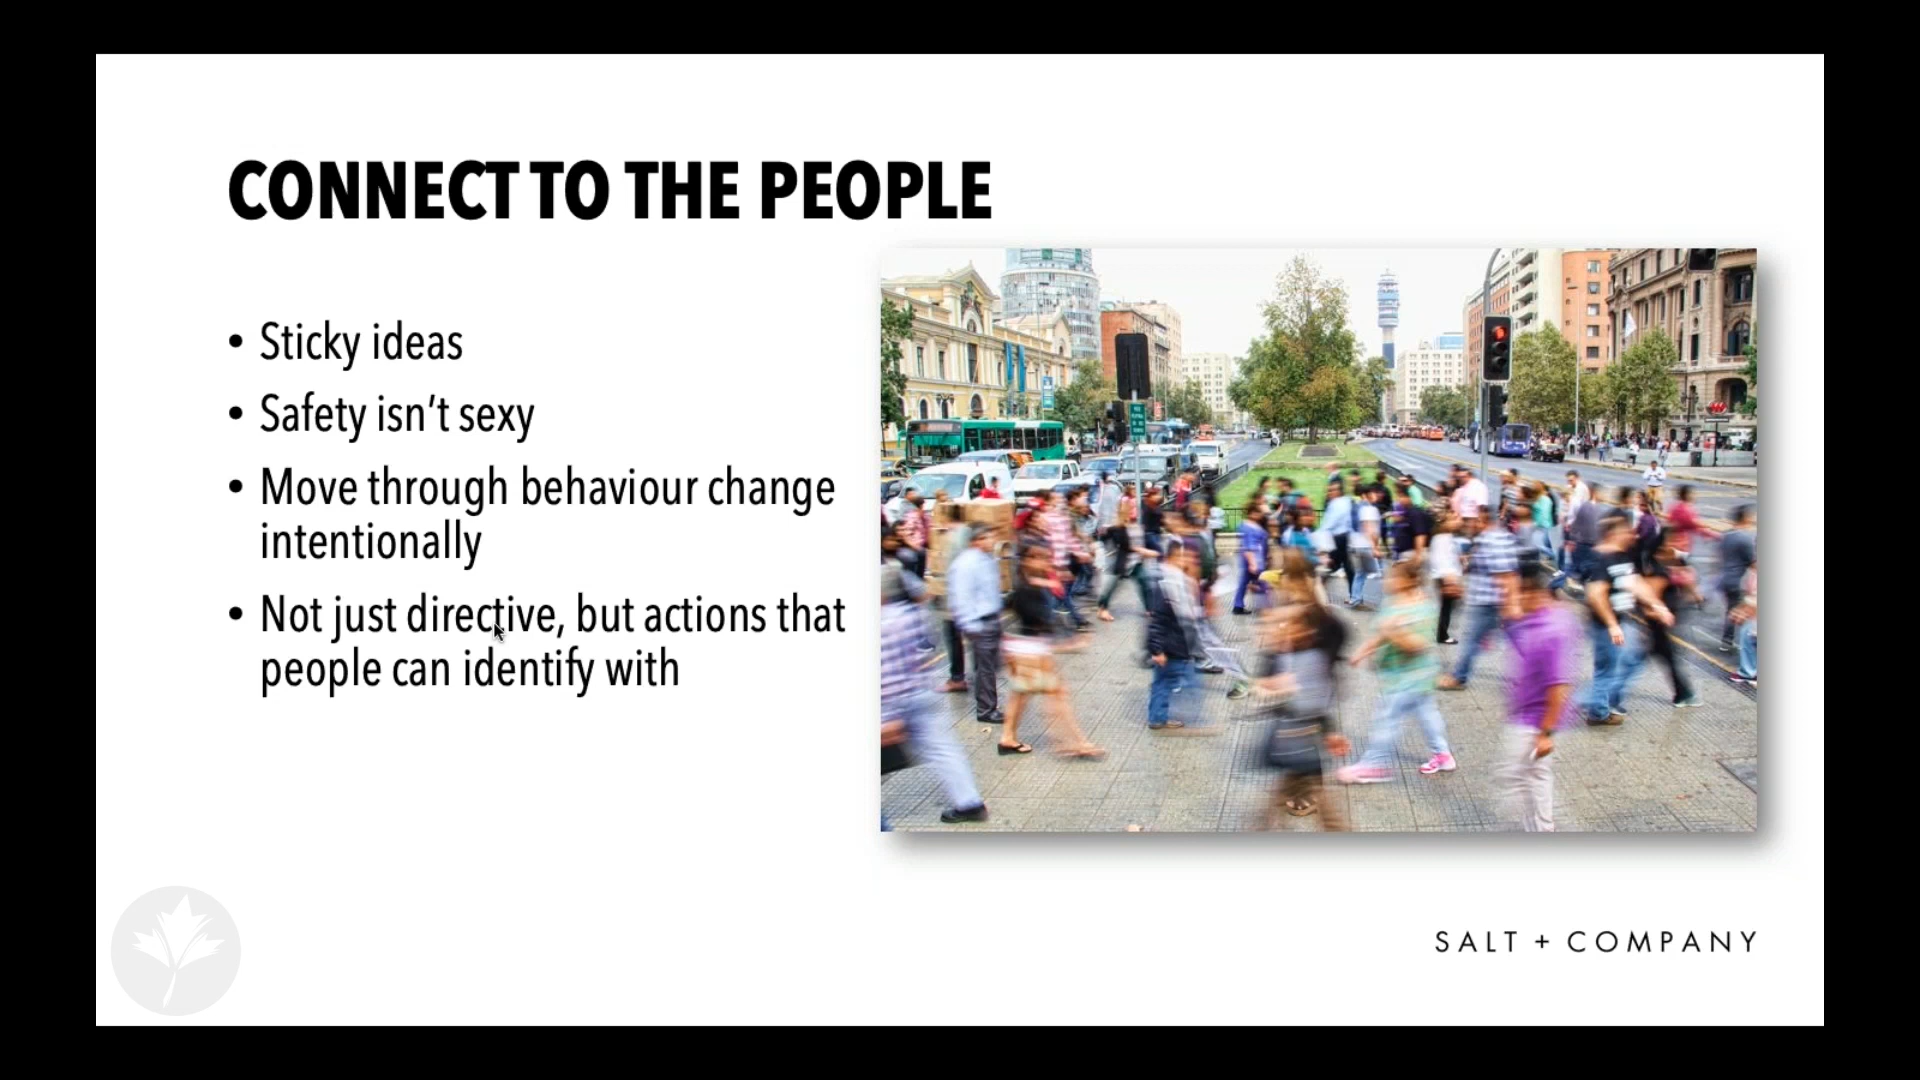 CONNECT TO THE PEOPLE
• Sticky ideas
• Safety isn’t sexy
• Move through behaviour change
intentionally
• Not just directive, but actions that
people can identify with
SALT + COMPANY